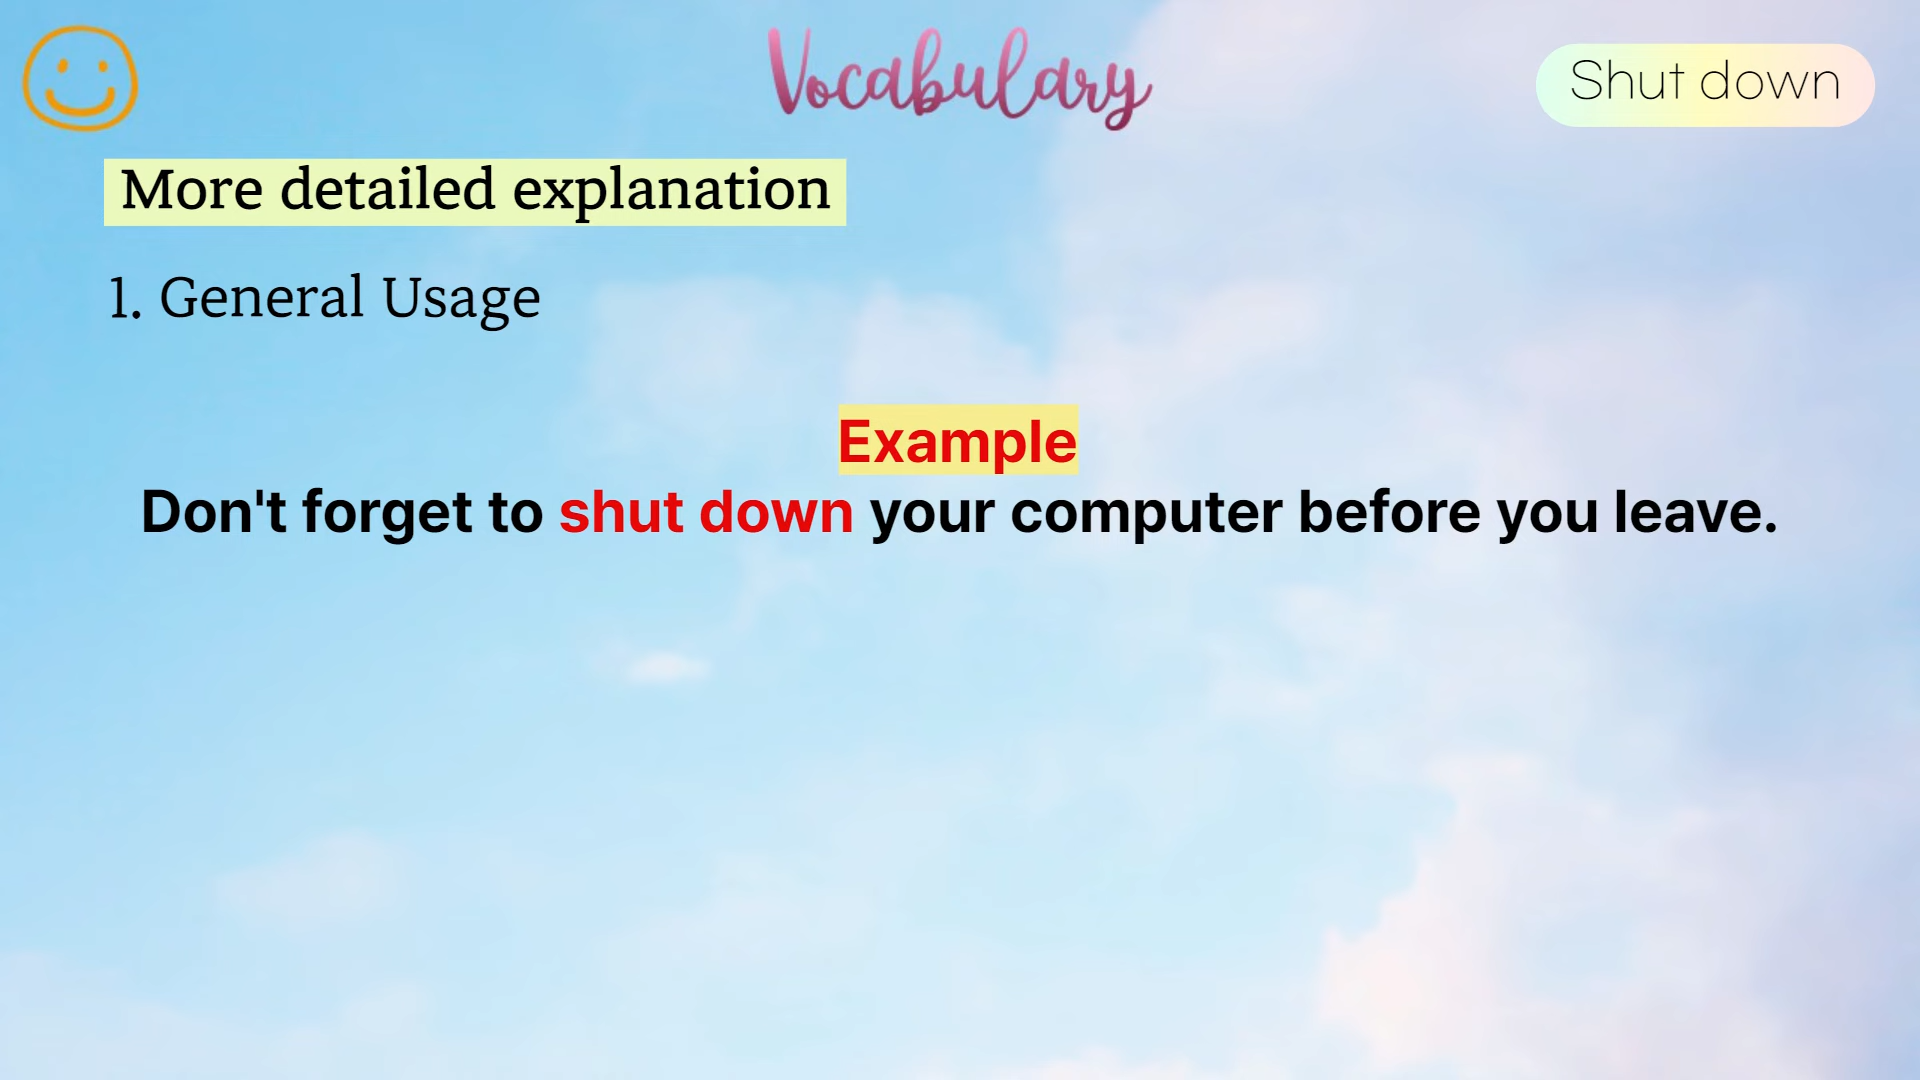 Vocabulary
Shut down
More detailed explanation
1. General Usage
Example
Don't forget to shut down your computer before you leave.